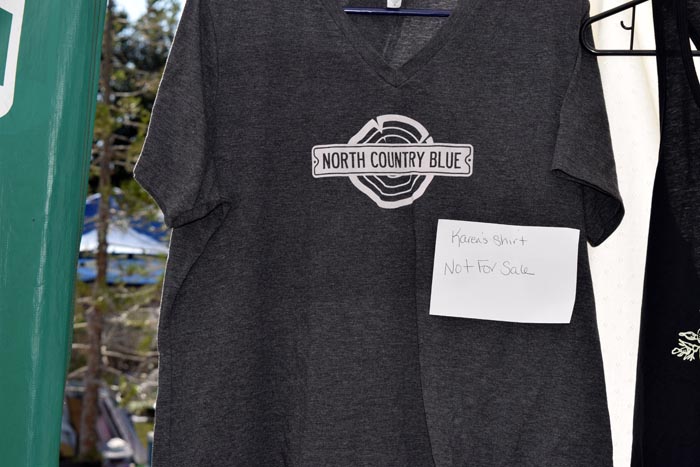 NORTH COUNTRY BLUE
Karen's shirt
Not For Sale